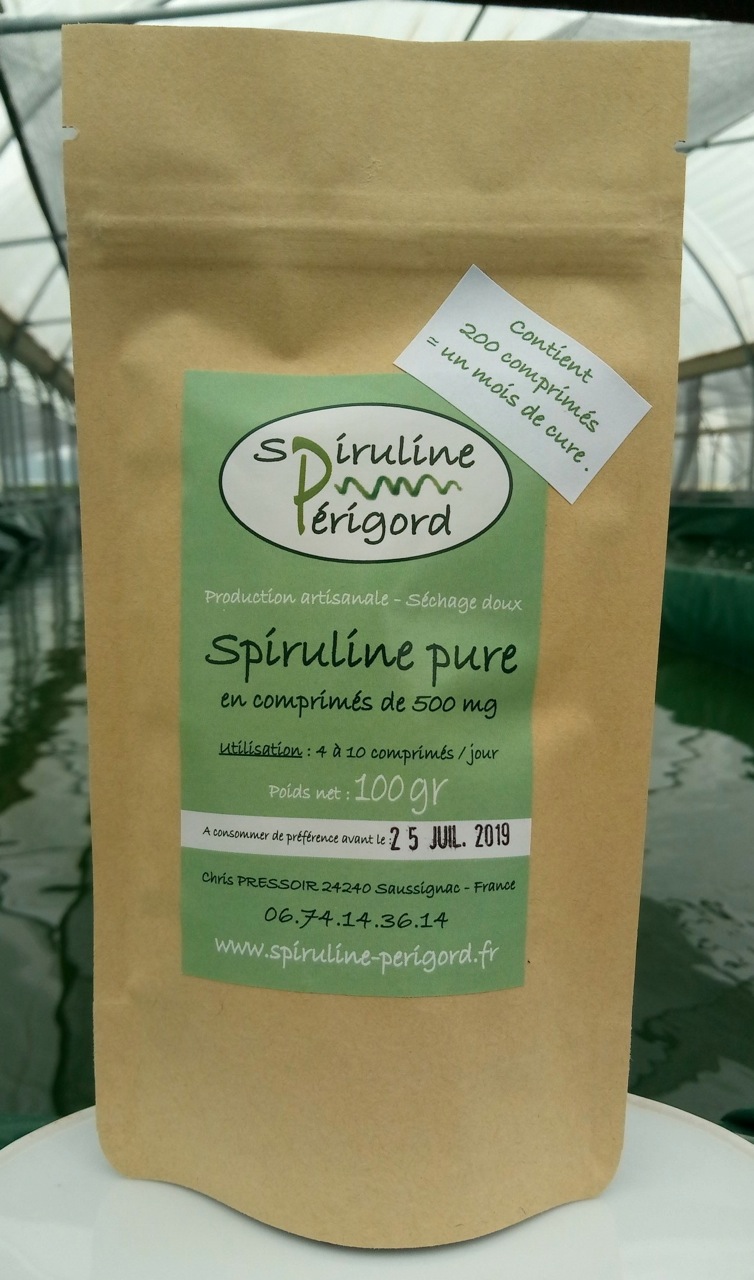 Contient
200 comprimés
= un mois de cure.
Spiruline
Périgord
Production artisanale - Séchage doux
Spiruline pure
en comprimés de 500 mg
Utilisation : 4 à 10 comprimés / jour
Poids net : 100 gr
A consommer de préférence avant le : 25 JUIL. 2019
Chris PRESSOIR 24240 Saussignac - France
06.74.14.36.14
www.spiruline-perigord.fr